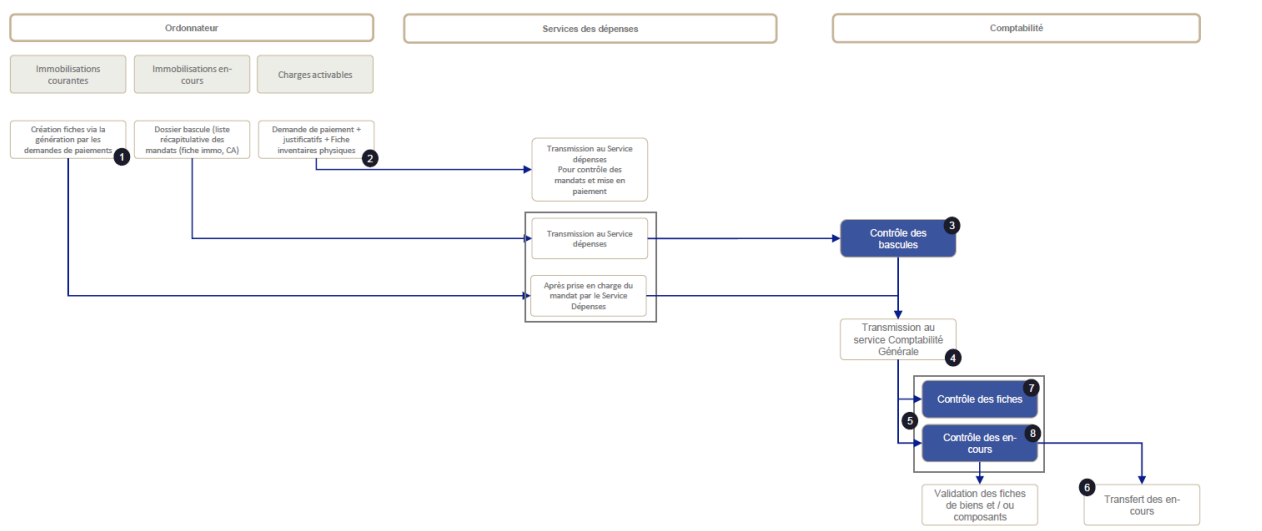 Ordonnateur
Services des dépenses
Comptabilité
Immobilisations
courantes
Immobilisations en-
cours
Charges activables
Création fiches via la
génération par les
demandes de paiements
1
Dossier bascule (liste
récapitulative des
mandats (fiche immo, CA)
Demande de paiement +
justificatifs + Fiche
inventaires physiques
2
Transmission au Service
dépenses
Pour contrôle des
mandats et mise en
paiement
Transmission au Service
dépenses
Contrôle des
bascules
3
Après prise en charge du
mandat par le Service
Dépenses
Transmission au
service Comptabilité
Générale
4
5
Contrôle des fiches
7
Contrôle des en-
cours
8
Validation des fiches
de biens et / ou
composants
6
Transfert des en-
cours